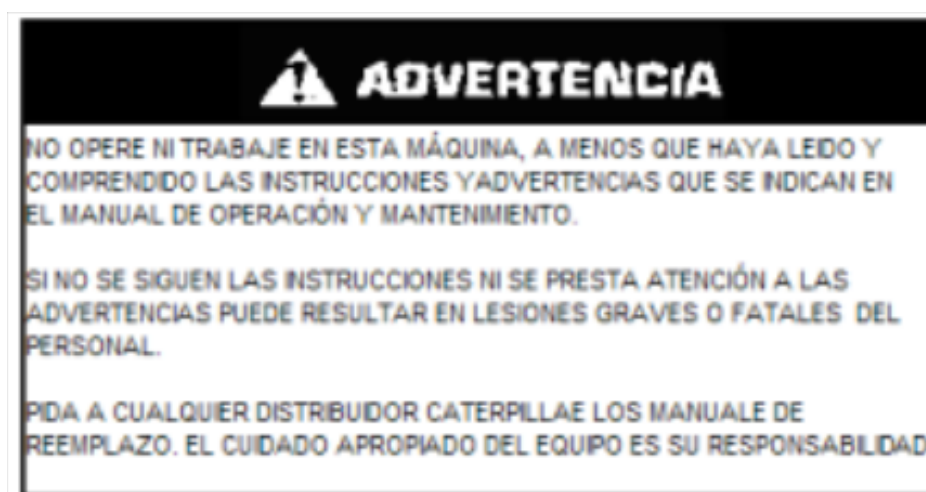 ADVERTENCIA
NO OPERE NI TRABAJE EN ESTA MÁQUINA, A MENOS QUE HAYA LEIDO Y
COMPRENDIDO LAS INSTRUCCIONES YADVERTENCIAS QUE SE INDICAN EN
EL MANUAL DE OPERACIÓN Y MANTENIMIENTO.
SI NO SE SIGUEN LAS INSTRUCCIONES NI SE PRESTA ATENCIÓN A LAS
ADVERTENCIAS PUEDE RESULTAR EN LESIONES GRAVES O FATALES DEL
PERSONAL.
PIDA A CUALQUIER DISTRIBUIDOR CATERPILLAE LOS MANUALE DE
REEMPLAZO. EL CUIDADO APROPIADO DEL EQUIPO ES SU RESPONSABILIDAD